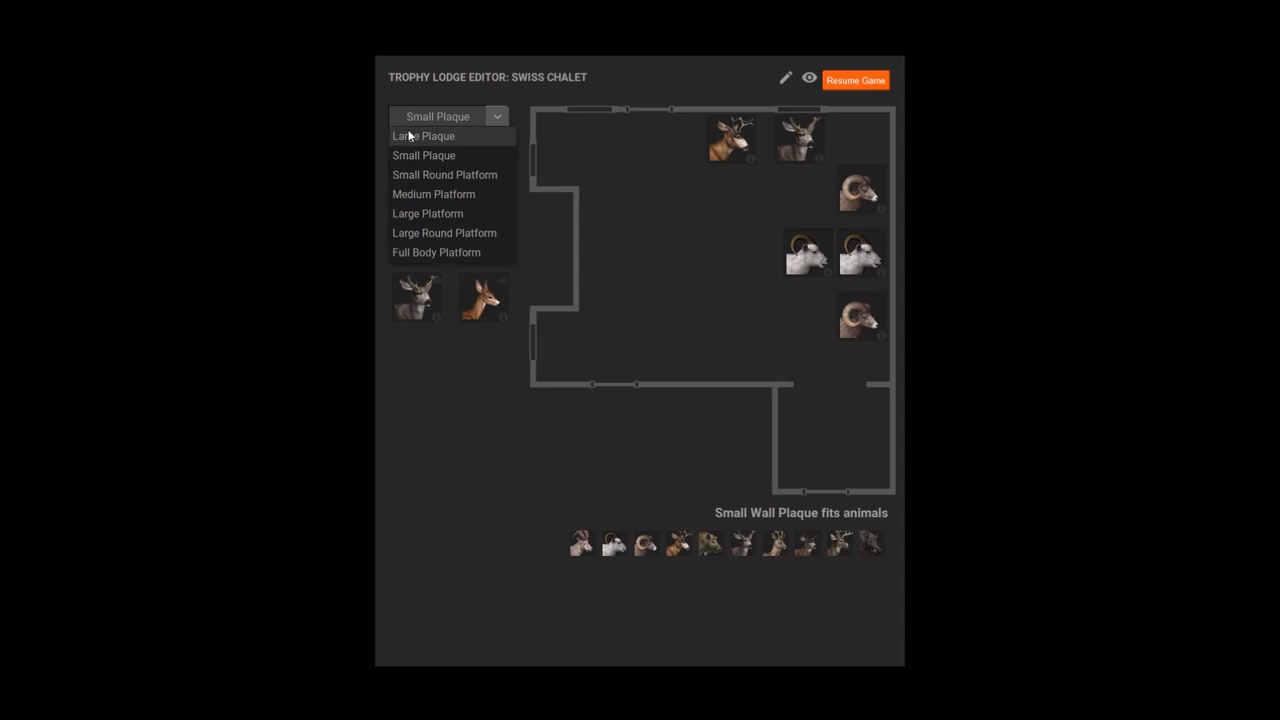 TROPHY LODGE EDITOR: SWISS CHALET
Resume Game
Small Plaque
Large Plaque
Small Plaque
Small Round Platform
Medium Platform
Large Platform
Large Round Platform
Full Body Platform
Small Wall Plaque fits animals